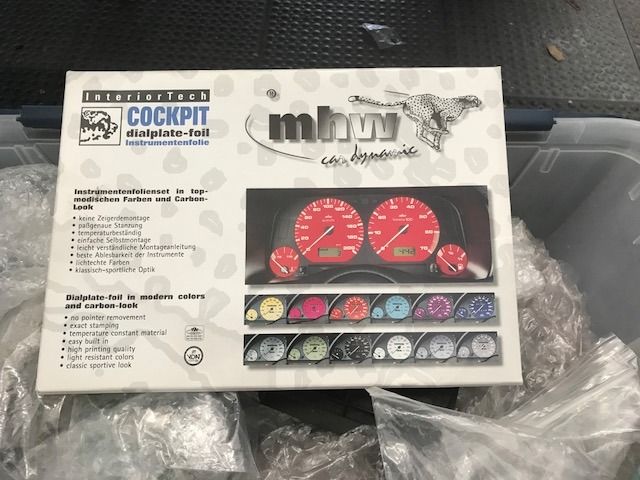 InteriorTech
COCKPIT
dialplate-foil
Instrumentenfolie
mhw
car dynamic
Instrumentenfolienset in top-
modischen Farben und Carbon-
Look
• keine Zeigerdemontage
• paßgenaue Stanzung
• temperaturbeständig
• einfache Selbstmontage
• leicht verständliche Montageanleitung
• beste Ablesbarkeit der Instrumente
• lichtechte Farben
• klassisch-sportliche Optik
Dialplate-foil in modern colors
and carbon-look
• no pointer removement
• exact stamping
• temperature constant material
• easy built in
• high printing quality
• light resistant colors
• classic sportive look